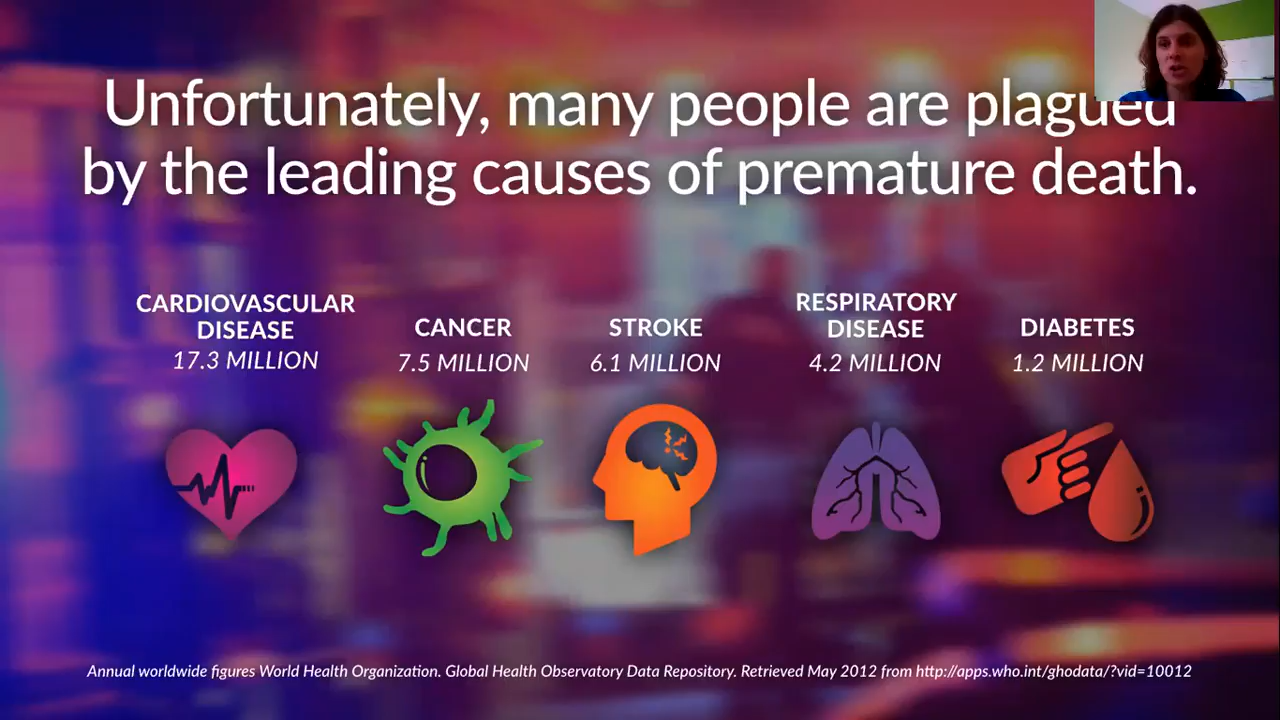 Unfortunately, many people are plagued
by the leading causes of premature death.
CARDIOVASCULAR
DISEASE
17.3 MILLION
CANCER
7.5 MILLION
STROKE
6.1 MILLION
RESPIRATORY
DISEASE
4.2 MILLION
DIABETES
1.2 MILLION
Annual worldwide figures World Health Organization. Global Health Observatory Data Repository. Retrieved May 2012 from http://apps.who.int/ghodata/?vid=10012